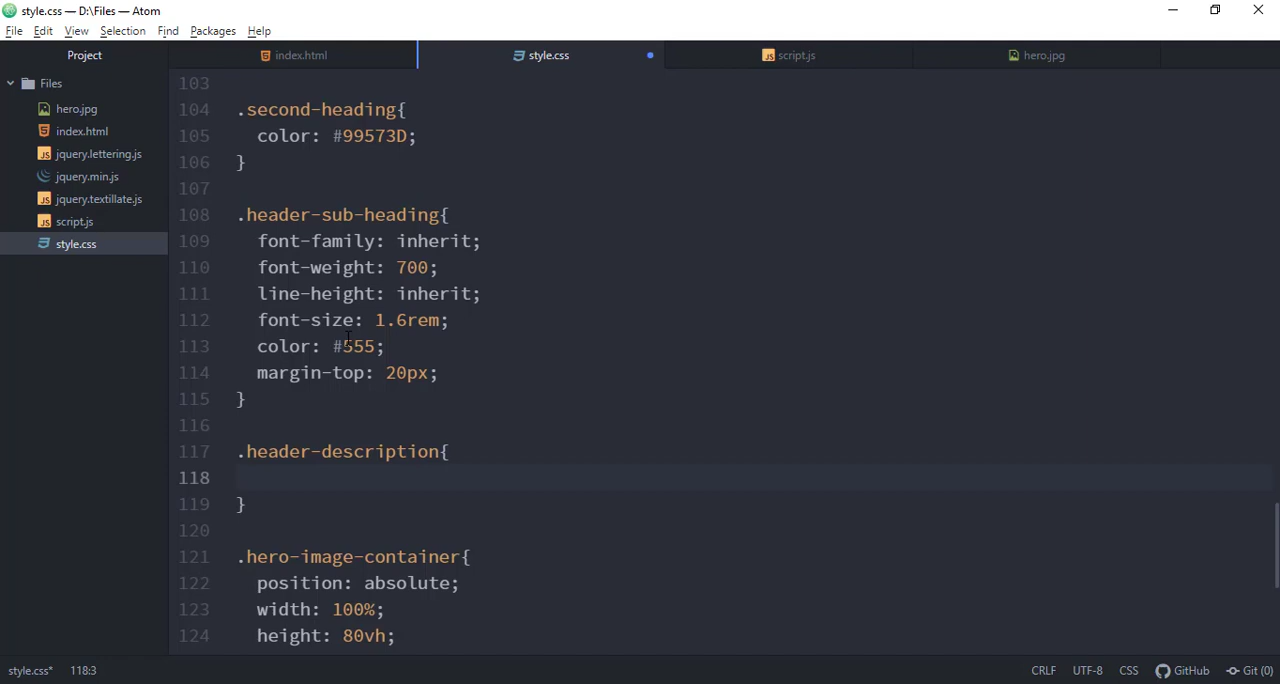 style.css — D:\Files — Atom
File Edit View Selection Find Packages Help
Project
index.html
style.css
script.js
hero.jpg
Files
hero.jpg
index.html
jquery.lettering.js
jquery.min.js
jquery.textillate.js
script.js
style.css
103
104 .second-heading{
105 color: #99573D;
106 }
107
108 .header-sub-heading{
109 font-family: inherit;
110 font-weight: 700;
111 line-height: inherit;
112 font-size: 1.6rem;
113 color: #555;
114 margin-top: 20px;
115 }
116
117 .header-description{
118
119 }
120
121 .hero-image-container{
122 position: absolute;
123 width: 100%;
124 height: 80vh;
style.css* 118:3 CRLF UTF-8 CSS GitHub Git (0)